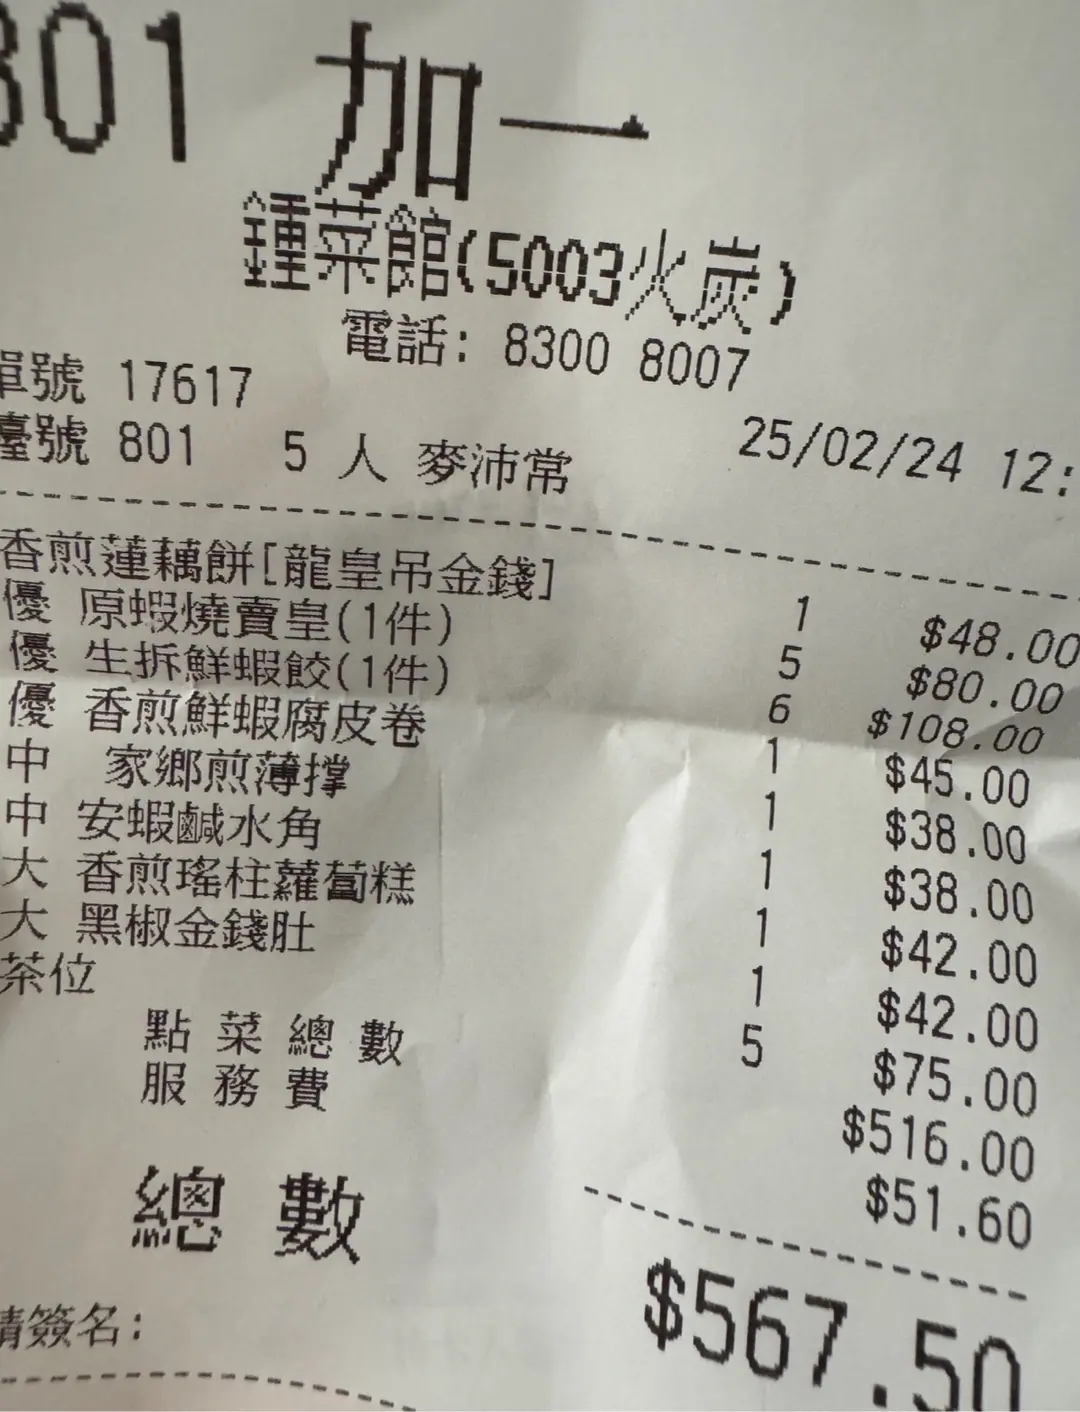 801 加一
鍾菜館(5003火炭)
電話: 8300 8007
單號 17617
臺號 801 5 人 麥沛常 25/02/24 12:
香煎蓮藕餅[龍皇吊金錢] 1 $48.00
優 原蝦燒賣皇(1件) 5 $80.00
優 生拆鮮蝦餃(1件) 6 $108.00
優 香煎鮮蝦腐皮卷 1 $45.00
中 家鄉煎薄撐 1 $38.00
中 安蝦鹹水角 1 $38.00
大 香煎瑤柱蘿蔔糕 1 $42.00
大 黑椒金錢肚 1 $42.00
茶位 5 $75.00
點菜總數 $516.00
服務費 $51.60
總數 $567.50
請簽名: